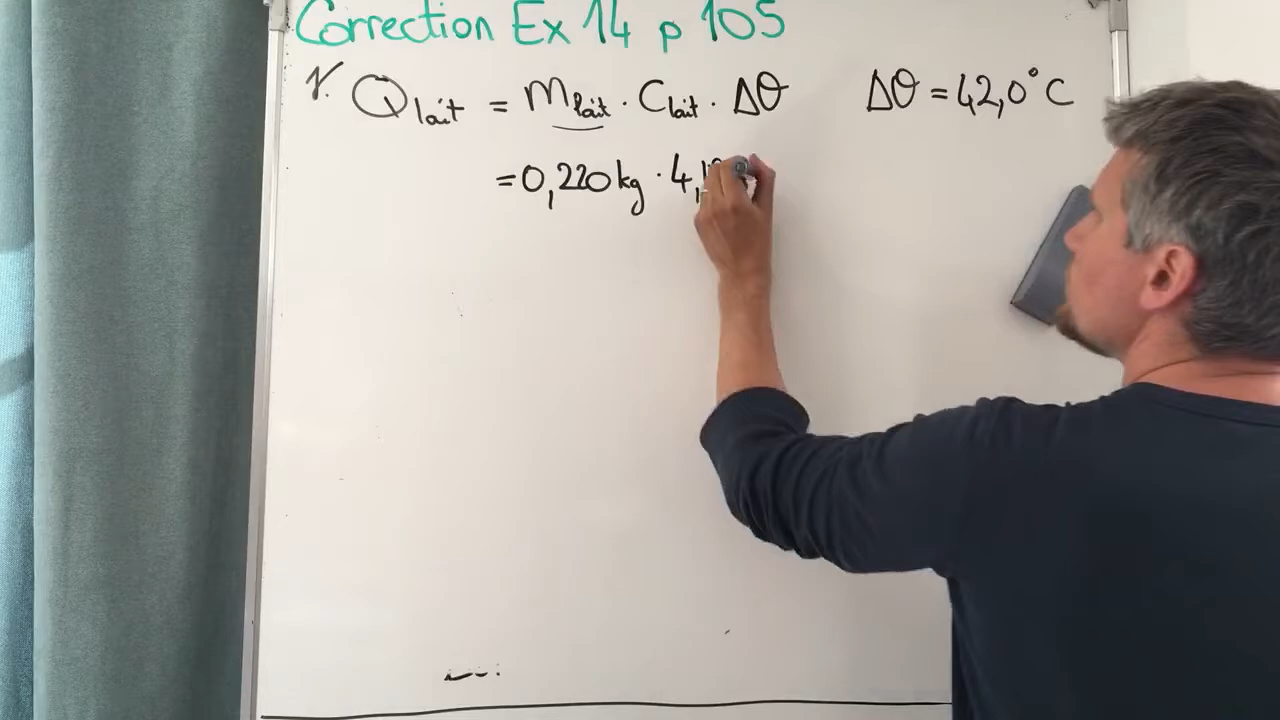 Correction Ex 14 p 105
1. Q lait = m lait · C lait · Δθ Δθ = 42,0°C
= 0,220 kg · 4,1